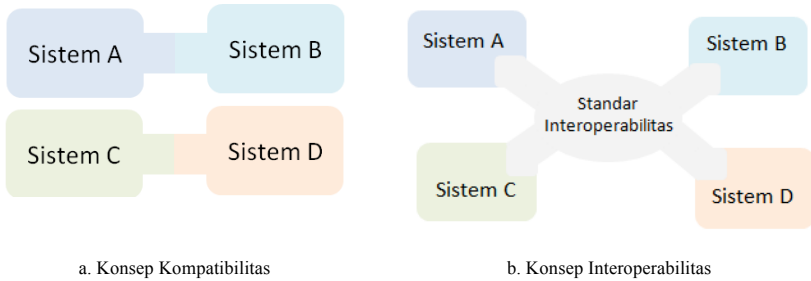 Sistem A
Sistem B
Sistem C
Sistem D
a. Konsep Kompatibilitas
Sistem A
Sistem B
Standar
Interoperabilitas
Sistem C
Sistem D
b. Konsep Interoperabilitas